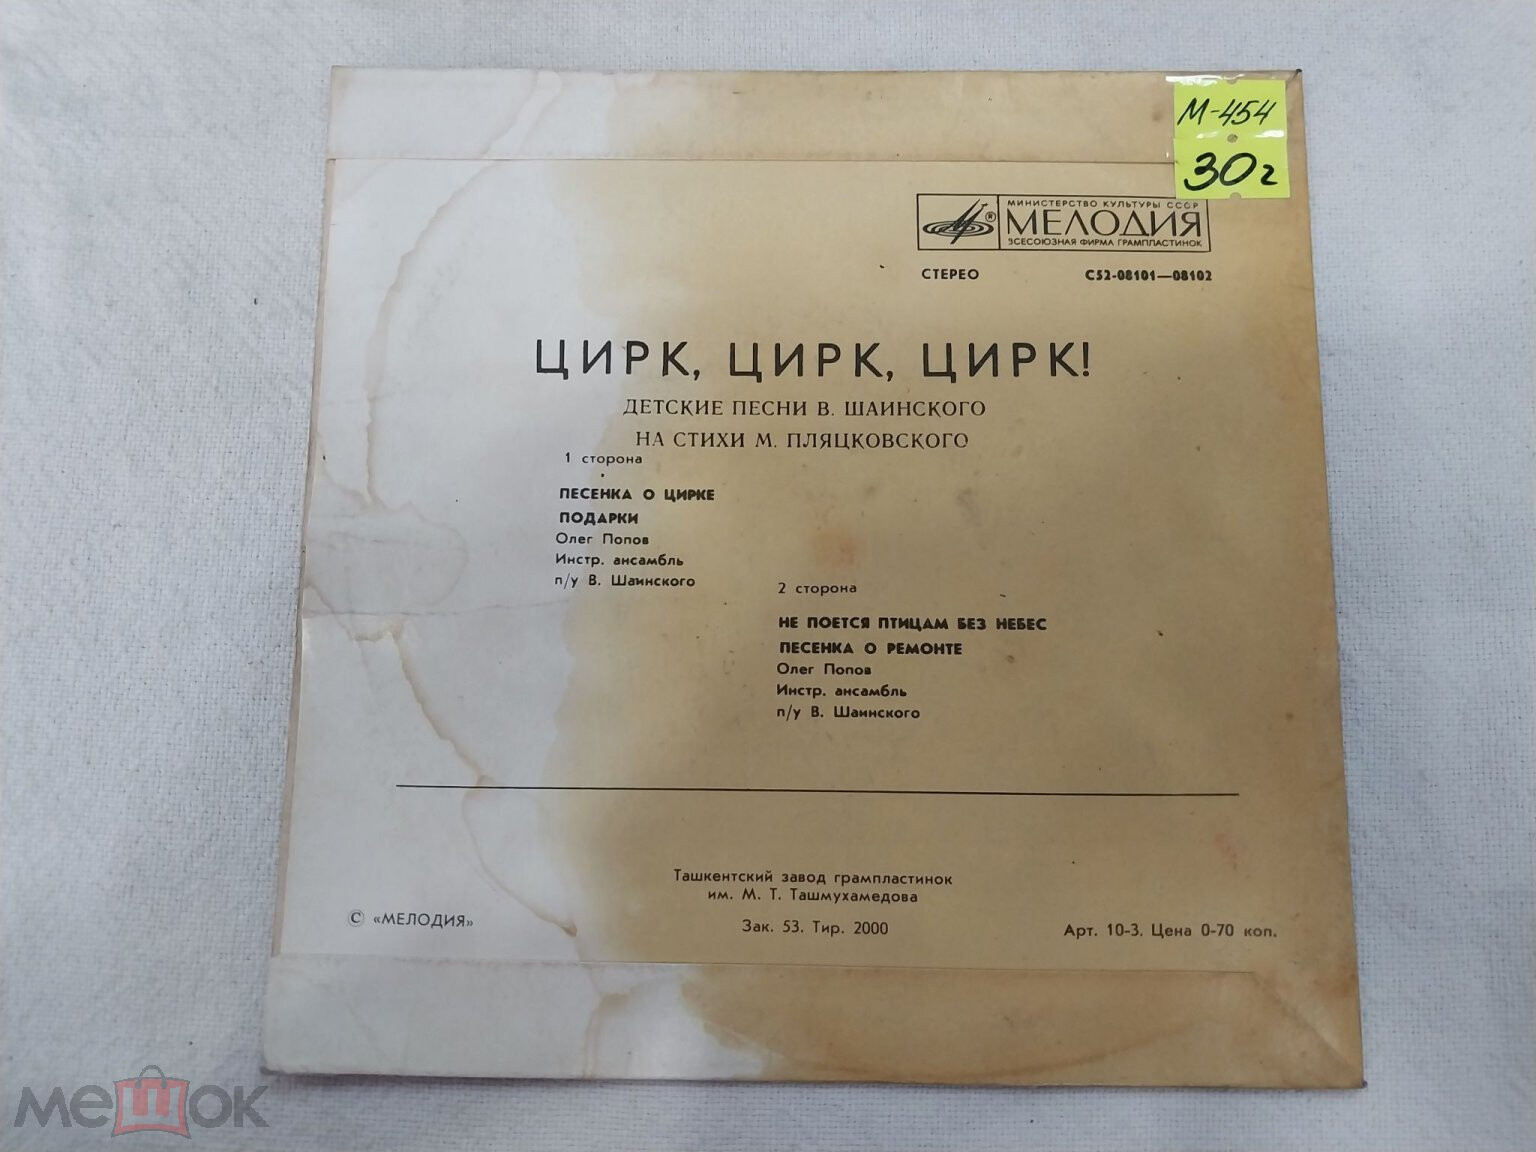 М-454
30г
МИНИСТЕРСТВО КУЛЬТУРЫ СССР
МЕЛОДИЯ
ВСЕСОЮЗНАЯ ФИРМА ГРАМПЛАСТИНОК
СТЕРЕО С52-08101—08102
ЦИРК, ЦИРК, ЦИРК!
ДЕТСКИЕ ПЕСНИ В. ШАИНСКОГО
НА СТИХИ М. ПЛЯЦКОВСКОГО
1 сторона
ПЕСЕНКА О ЦИРКЕ
ПОДАРКИ
Олег Попов
Инстр. ансамбль
п/у В. Шаинского
2 сторона
НЕ ПОЕТСЯ ПТИЦАМ БЕЗ НЕБЕС
ПЕСЕНКА О РЕМОНТЕ
Олег Попов
Инстр. ансамбль
п/у В. Шаинского
Ташкентский завод грампластинок
им. М. Т. Ташмухамедова
© «МЕЛОДИЯ» Зак. 53. Тир. 2000 Арт. 10-3. Цена 0-70 коп.
мешок